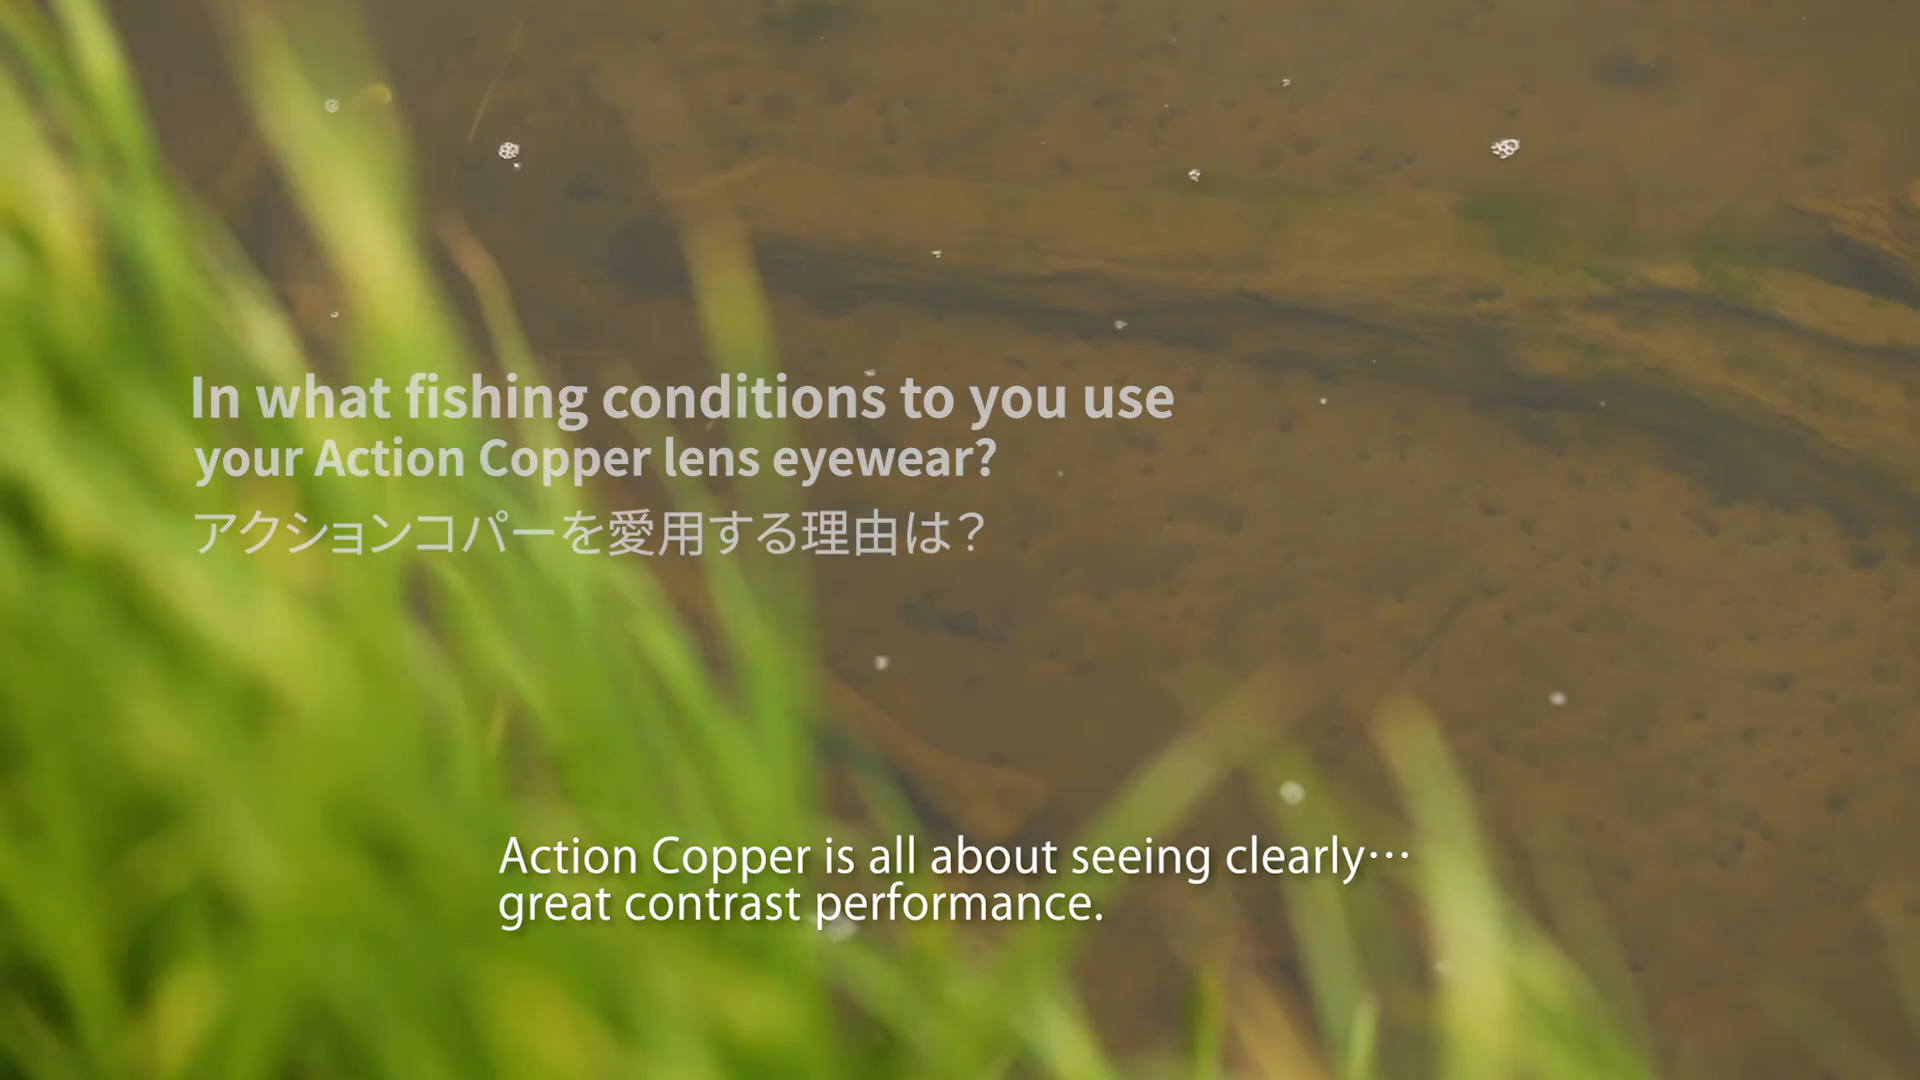 In what fishing conditions to you use
your Action Copper lens eyewear?
アクションコパーを愛用する理由は？
Action Copper is all about seeing clearly…
great contrast performance.